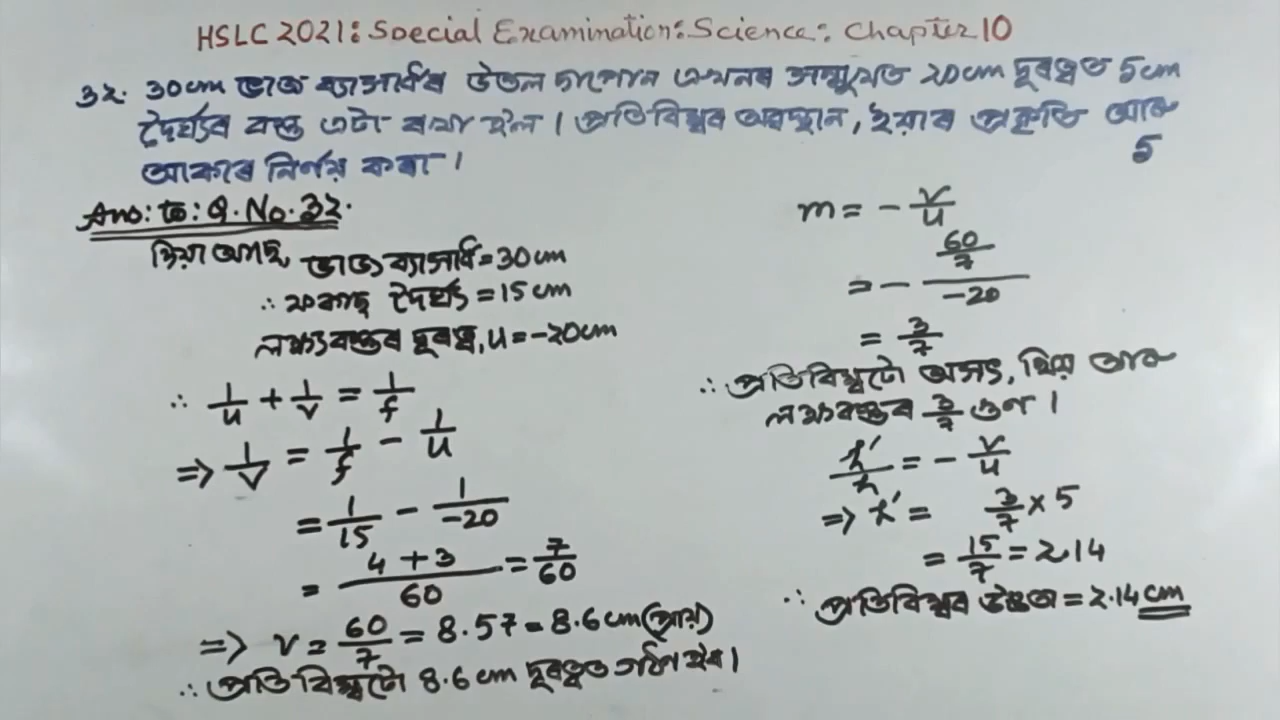 HSLC 2021: Special Examination: Science: Chapter 10
32. 30cm ভাঁজ ব্যাসাৰ্ধৰ উত্তল দাপোন এখনৰ সন্মুখত 20cm দূৰত্বত 5cm
দৈৰ্ঘ্যৰ বস্তু এটা ৰখা হ'ল। প্ৰতিবিম্বৰ অৱস্থান, ইয়াৰ প্ৰকৃতি আৰু
আকাৰ নিৰ্ণয় কৰা। 5
Ans: to: Q. No. 32.
দিয়া আছে, ভাঁজ ব্যাসাৰ্ধ = 30cm
∴ ফকাছ দৈৰ্ঘ্য = 15cm
লক্ষ্যবস্তুৰ দূৰত্ব, u = -20cm
∴ 1/u + 1/v = 1/f
=> 1/v = 1/f - 1/u
= 1/15 - 1/-20
= 4+3/60 = 7/60
=> v = 60/7 = 8.57 = 8.6cm (প্ৰায়)
∴ প্ৰতিবিম্বটো 8.6cm দূৰত্বত গঠন হ'ব।
m = - v/u
= - 60/7/-20
= 3/7
∴ প্ৰতিবিম্বটো অসৎ, থিয় আৰু
লক্ষ্যবস্তুৰ 3/7 গুণ।
h'/h = - v/u
=> h' = 3/7 × 5
= 15/7 = 2.14
∴ প্ৰতিবিম্বৰ উচ্চতা = 2.14 cm